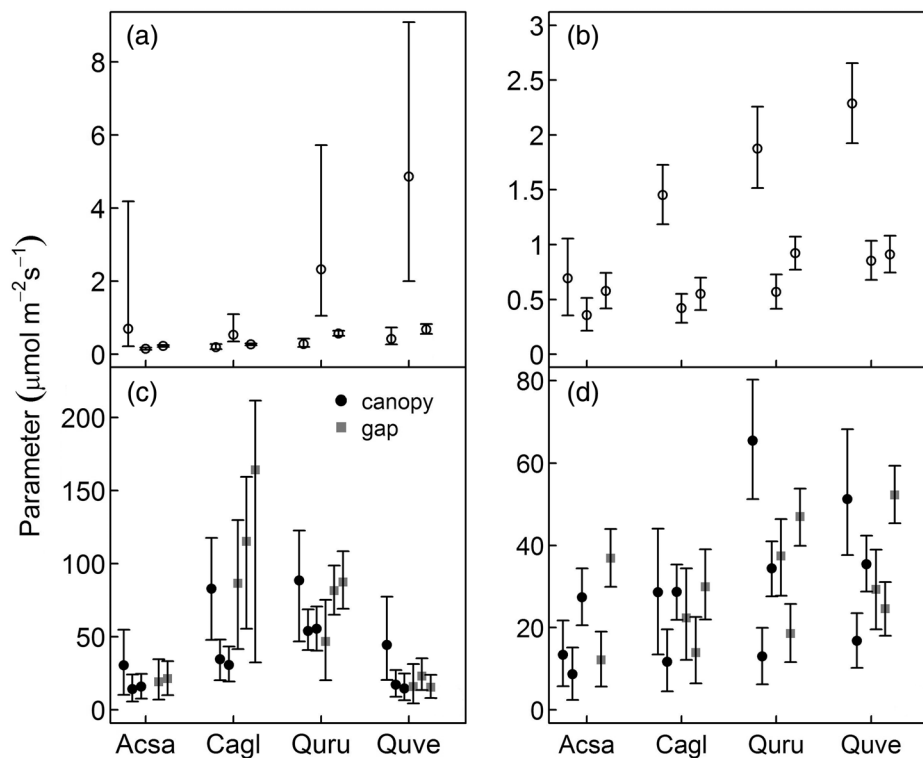 (a)
8
6
4
2
0
(b)
3
2.5
2
1.5
1
0.5
0
Parameter (μmol m⁻²s⁻¹)
(c)
canopy
gap
200
150
100
50
0
Acsa Cagl Quru Quve
(d)
80
60
40
20
0
Acsa Cagl Quru Quve